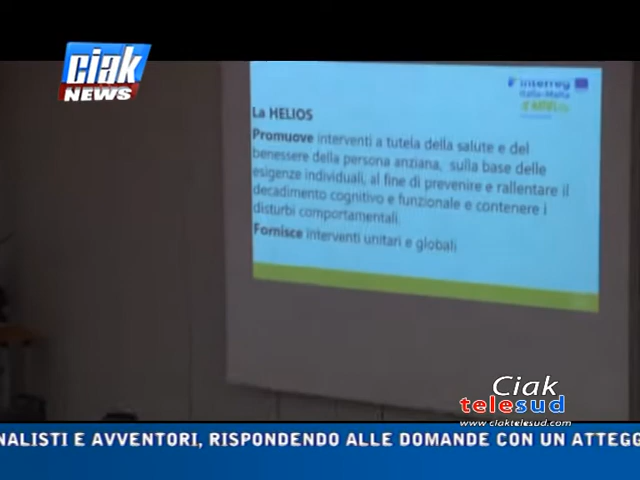 ciak
NEWS
Interreg
Italia-Malta
La HELIOS
Promuove interventi a tutela della salute e del
benessere della persona anziana, sulla base delle
esigenze individuali, al fine di prevenire e rallentare il
decadimento cognitivo e funzionale e contenere i
disturbi comportamentali.
Fornisce interventi unitari e globali
Ciak
telesud
www.ciaktelesud.com
NALISTI E AVVENTORI, RISPONDENDO ALLE DOMANDE CON UN ATTEGG